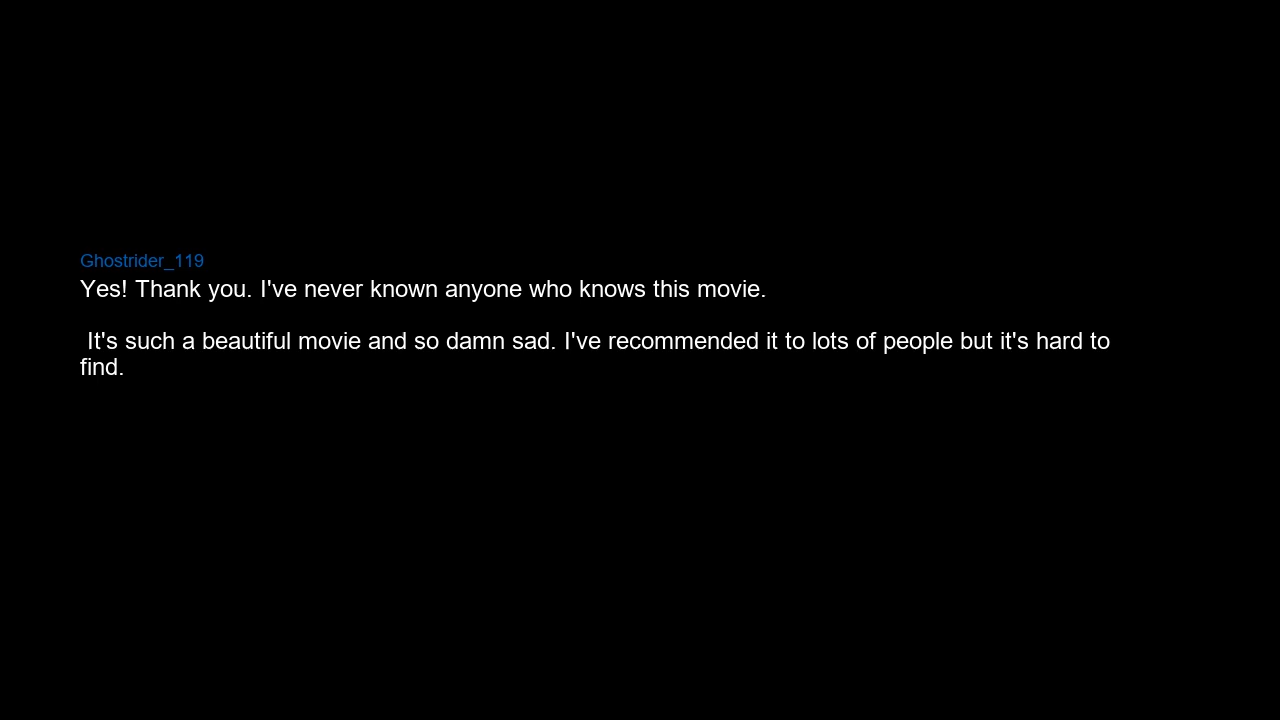 Ghostrider_119
Yes! Thank you. I've never known anyone who knows this movie.
It's such a beautiful movie and so damn sad. I've recommended it to lots of people but it's hard to
find.